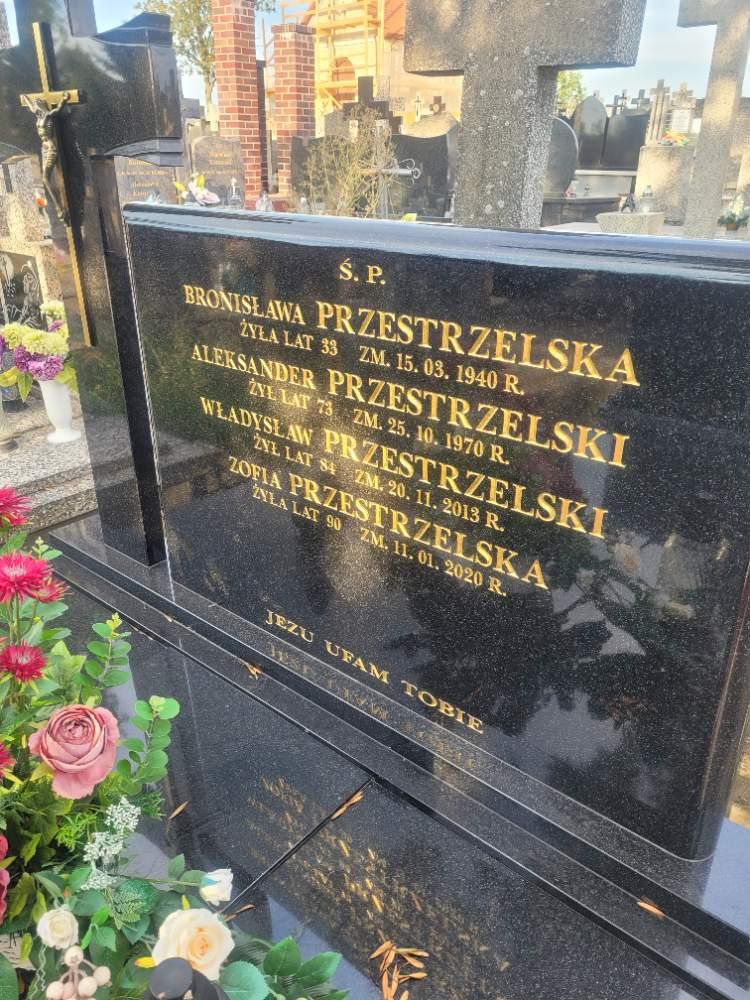 Ś. P.
BRONISŁAWA PRZESTRZELSKA
ŻYŁA LAT 33 ZM. 15. 03. 1940 R.
ALEKSANDER PRZESTRZELSKI
ŻYŁ LAT 73 ZM. 25. 10. 1970 R.
WŁADYSŁAW PRZESTRZELSKI
ŻYŁ LAT 84 ZM. 20. 11. 2013 R.
ZOFIA PRZESTRZELSKA
ŻYŁA LAT 90 ZM. 11. 01. 2020 R.
JEZU UFAM TOBIE